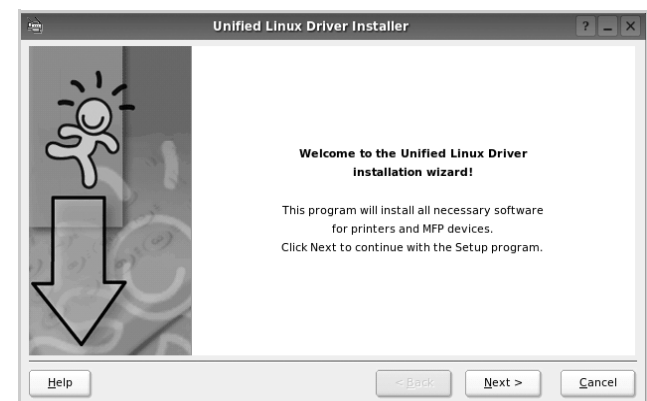 Unified Linux Driver Installer
Welcome to the Unified Linux Driver
installation wizard!
This program will install all necessary software
for printers and MFP devices.
Click Next to continue with the Setup program.
Help
< Back
Next >
Cancel